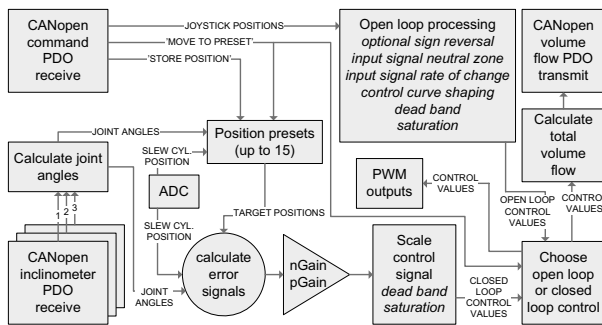 CANopen
command
PDO
receive
JOYSTICK POSITIONS
'MOVE TO PRESET'
'STORE POSITION'
Open loop processing
optional sign reversal
input signal neutral zone
input signal rate of change
control curve shaping
dead band
saturation
CANopen
volume
flow PDO
transmit
JOINT ANGLES
Position presets
(up to 15)
Calculate total
volume
flow
Calculate joint
angles
SLEW CYL.
POSITION
ADC
PWM
outputs
CONTROL
VALUES
OPEN LOOP
CONTROL
VALUES
CONTROL
VALUES
1
2
3
SLEW CYL.
POSITION
TARGET POSITIONS
CANopen
inclinometer
PDO
receive
JOINT
ANGLES
calculate
error
signals
nGain
pGain
Scale
control
signal
dead band
saturation
CLOSED
LOOP
CONTROL
VALUES
Choose
open loop
or closed
loop control